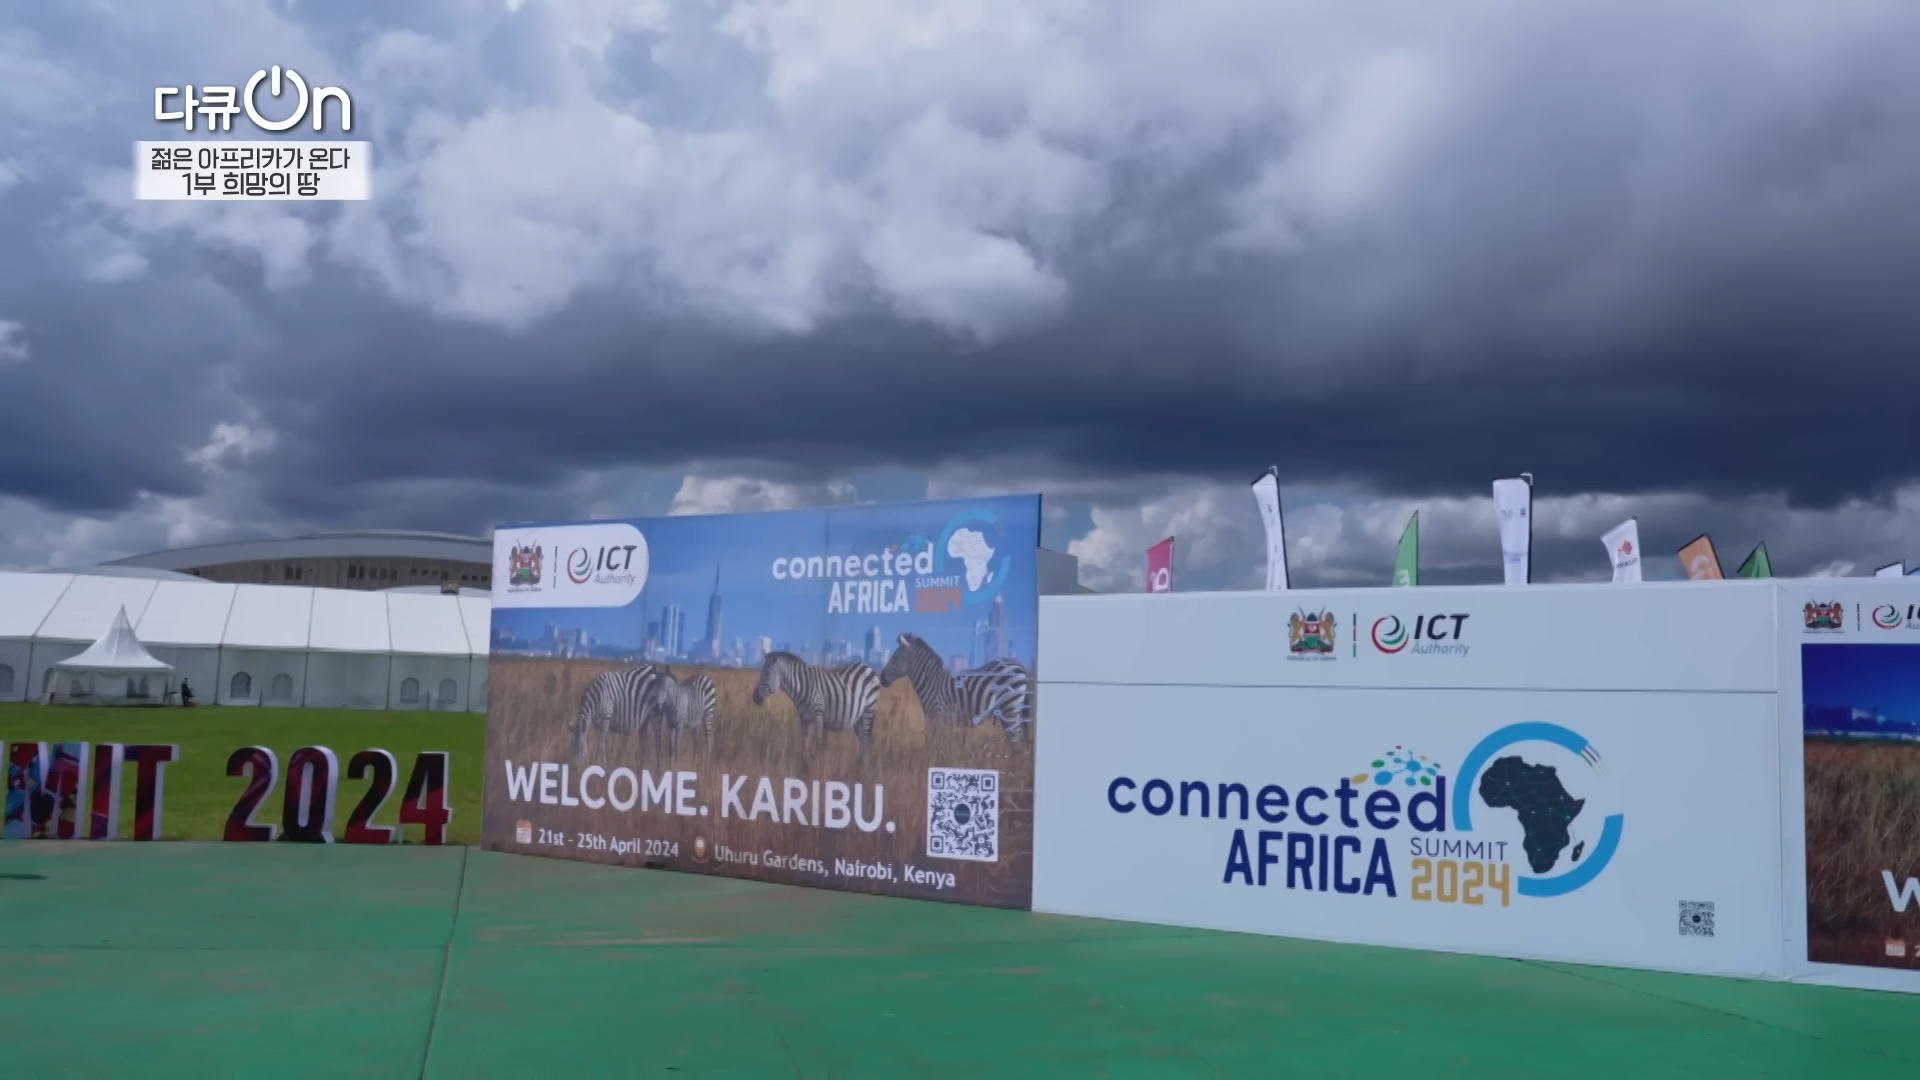 다큐On
젊은 아프리카가 온다
1부 희망의 땅
ICT
Authority
connected
AFRICA
SUMMIT
2024
WELCOME. KARIBU.
21st - 25th April 2024
Uhuru Gardens, Nairobi, Kenya
MIT 2024
ICT
Authority
connected
AFRICA
SUMMIT
2024